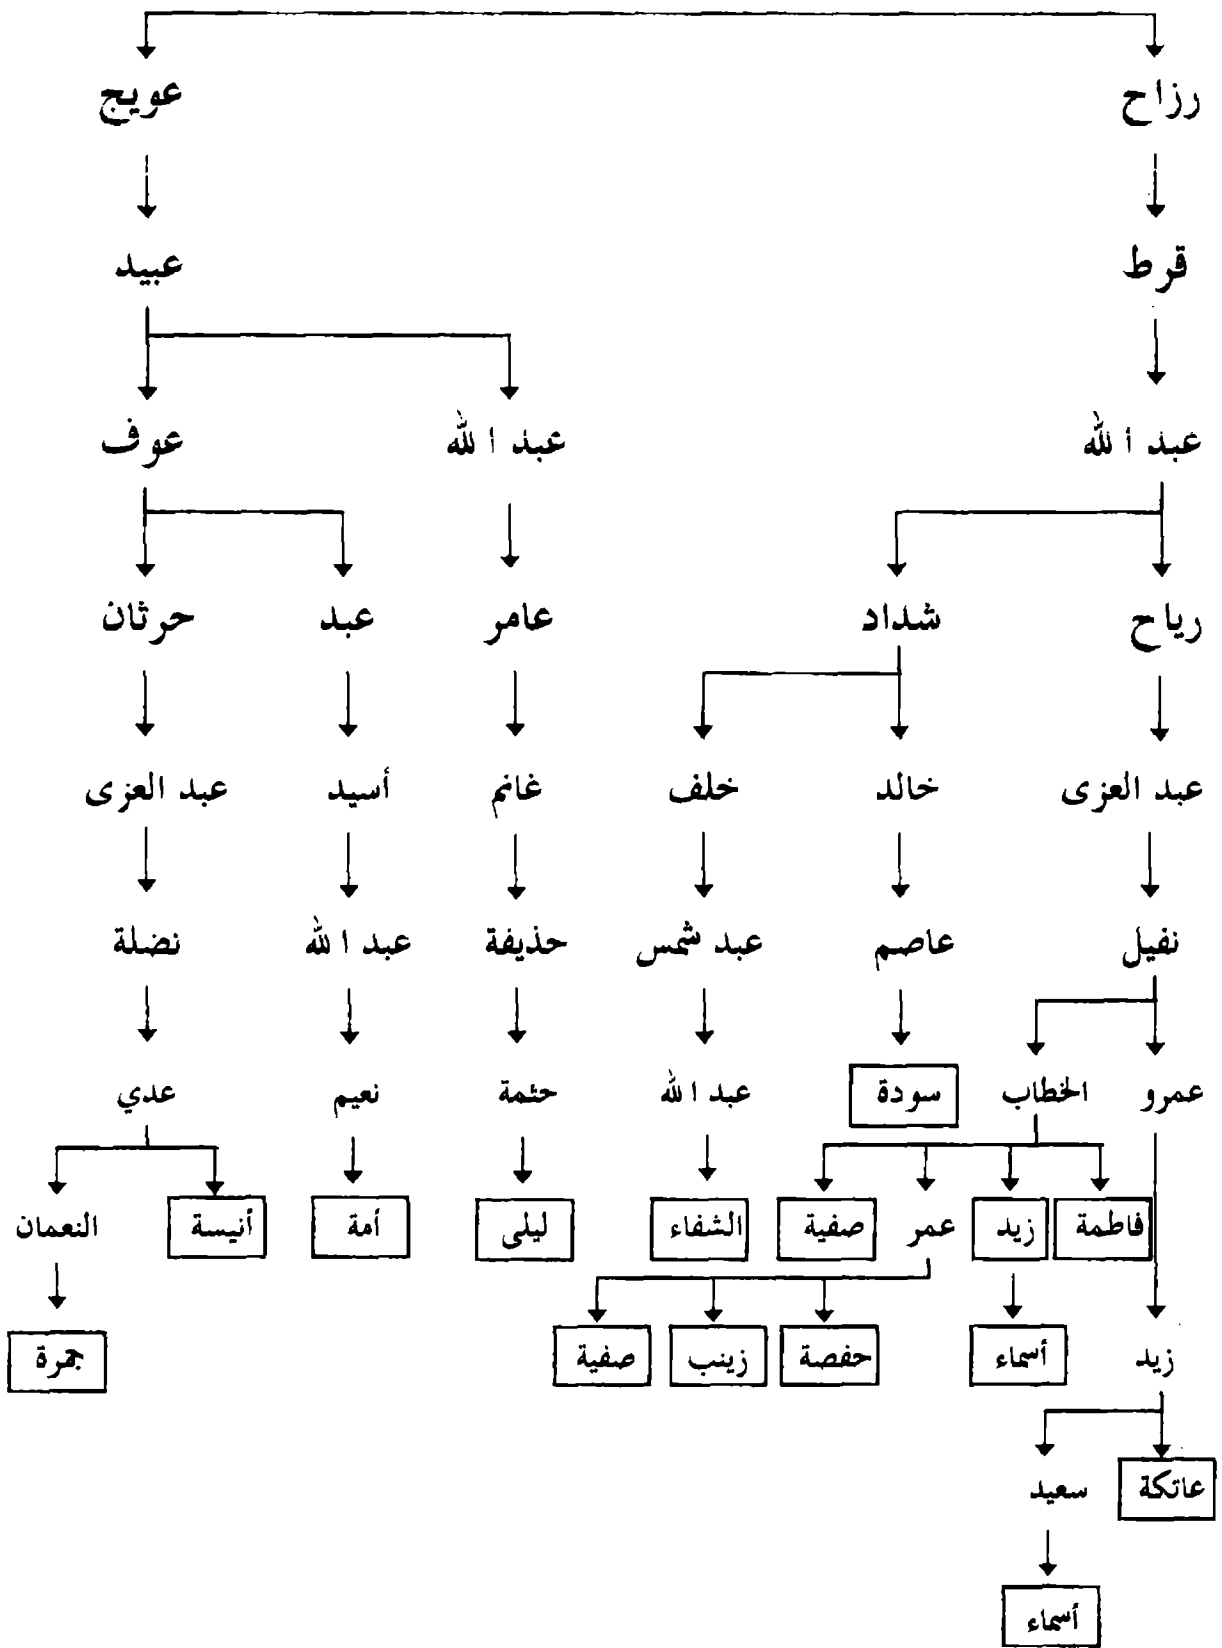 رزاح عويج
قرط عبيد
عبد الله عبد الله عوف
رياح شداد عامر عبد حرثان
عبد العزى خالد خلف غانم أسيد عبد العزى
نفيل عاصم عبد شمس حذيفة عبد الله نضلة
عمرو الخطاب سودة عبد الله حثمة نعيم عدي
فاطمة زيد عمر صفية الشفاء ليلى أمة أنيسة النعمان
زيد أسماء حفصة زينب صفية جمرة
عاتكة سعيد
أسماء